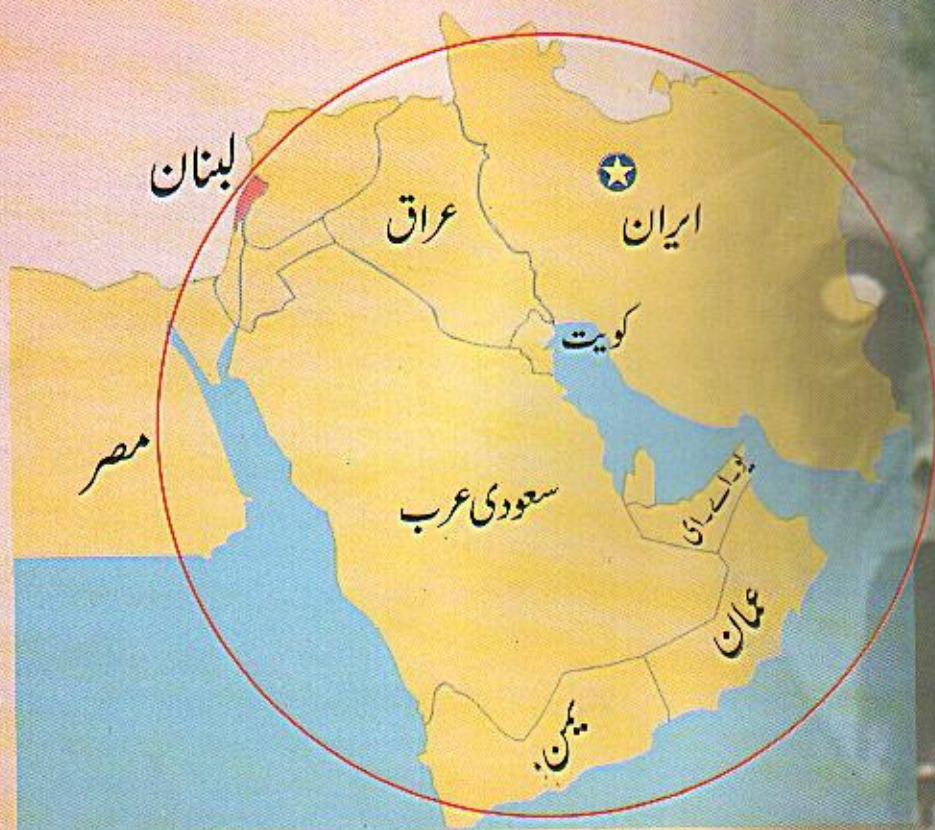 لبنان
عراق
ایران
کویت
مصر
سعودی عرب
یو۔اے۔ای
عمان
یمن